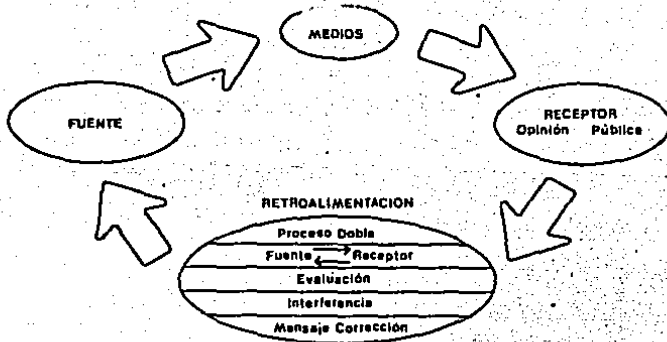 MEDIOS
FUENTE
RECEPTOR
Opinión Pública
RETROALIMENTACION
Proceso Doble
Fuente Receptor
Evaluación
Interferencia
Mensaje Corrección